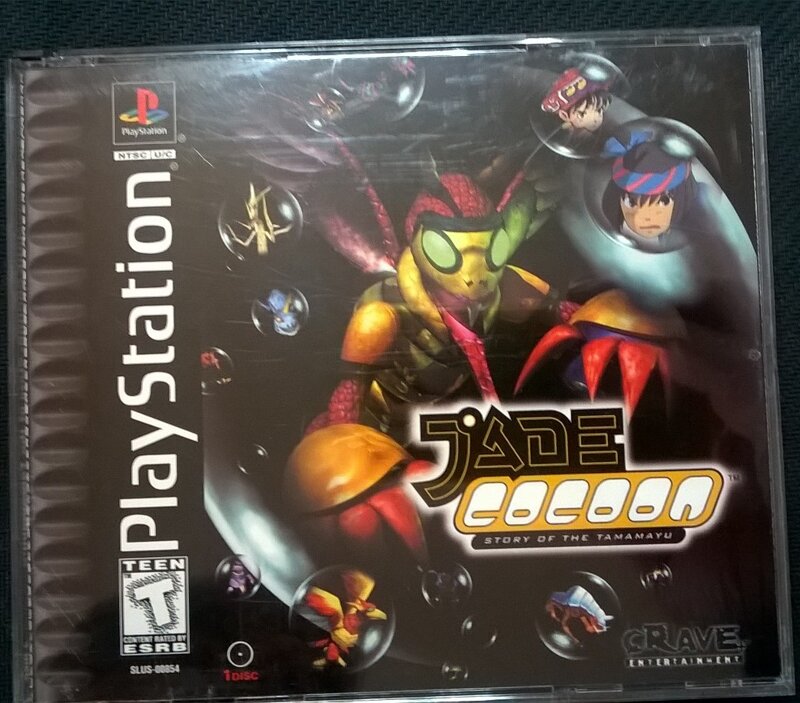 PlayStation
®
NTSC U/C
PlayStation®
TEEN
T
CONTENT RATED BY
ESRB
SLUS-00854
1 DISC
JADE
COCOON™
STORY OF THE TAMAMAYU
CRAVE
ENTERTAINMENT